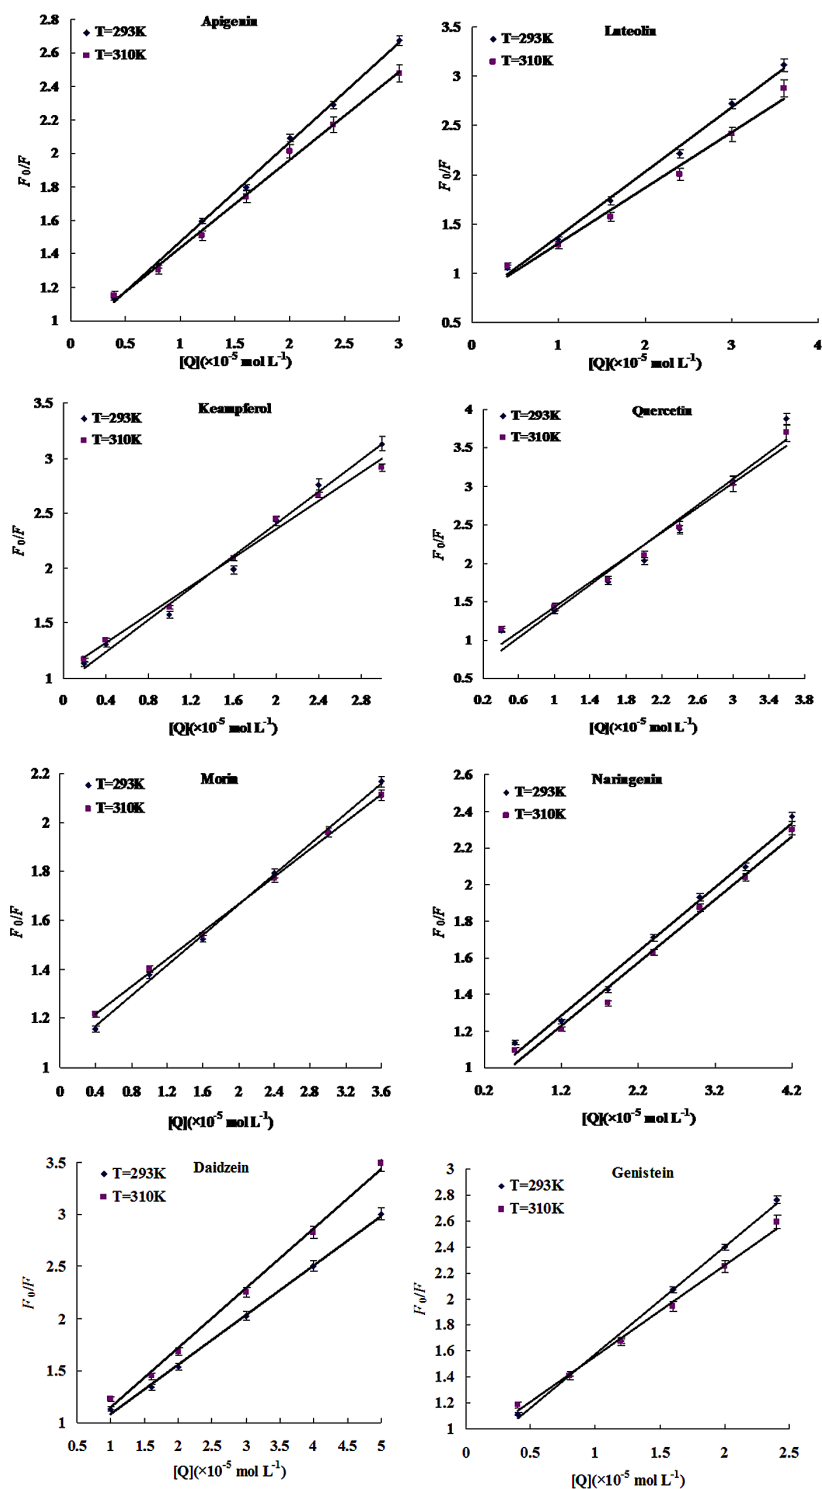 Apigenin
T=293K
T=310K
2.8
2.6
2.4
2.2
2
1.8
1.6
1.4
1.2
1
F0/F
0 0.5 1 1.5 2 2.5 3
[Q](×10-5 mol L-1)
Luteolin
T=293K
T=310K
3.5
3
2.5
2
1.5
1
0.5
F0/F
0 1 2 3 4
[Q](×10-5 mol L-1)
Keampferol
T=293K
T=310K
3.5
3
2.5
2
1.5
1
F0/F
0 0.4 0.8 1.2 1.6 2 2.4 2.8
[Q](×10-5 mol L-1)
Quercetin
T=293K
T=310K
4
3.5
3
2.5
2
1.5
1
0.5
F0/F
0.2 0.6 1 1.4 1.8 2.2 2.6 3 3.4 3.8
[Q](×10-5 mol L-1)
Morin
T=293K
T=310K
2.2
2
1.8
1.6
1.4
1.2
1
F0/F
0 0.4 0.8 1.2 1.6 2 2.4 2.8 3.2 3.6
[Q](×10-5 mol L-1)
Naringenin
T=293K
T=310K
2.6
2.4
2.2
2
1.8
1.6
1.4
1.2
1
F0/F
0.2 1.2 2.2 3.2 4.2
[Q](×10-5 mol L-1)
Daidzein
T=293K
T=310K
3.5
3
2.5
2
1.5
1
F0/F
0.5 1 1.5 2 2.5 3 3.5 4 4.5 5
[Q](×10-5 mol L-1)
Genistein
T=293K
T=310K
3
2.8
2.6
2.4
2.2
2
1.8
1.6
1.4
1.2
1
F0/F
0 0.5 1 1.5 2 2.5
[Q](×10-5 mol L-1)